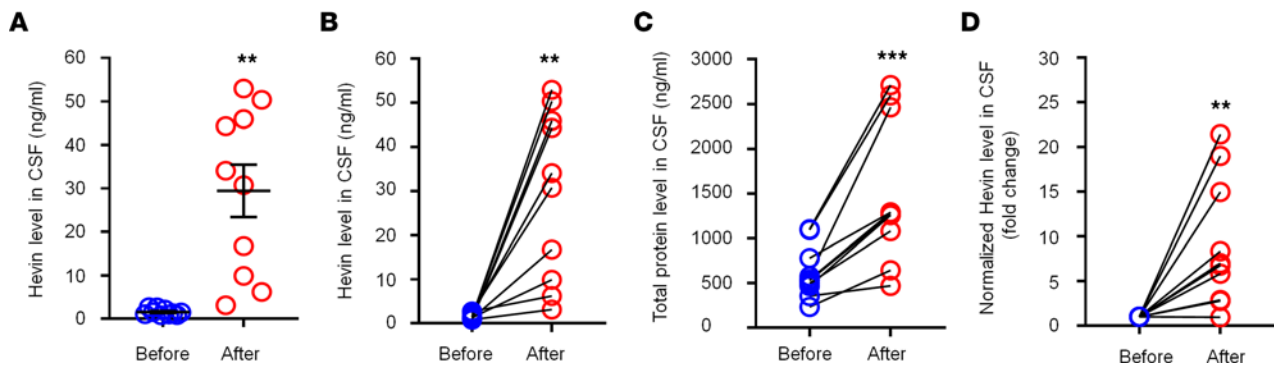 A
Hevin level in CSF (ng/ml)
60
50
40
30
20
10
0
**
Before
After
B
Hevin level in CSF (ng/ml)
60
50
40
30
20
10
0
**
Before
After
C
Total protein level in CSF (ng/ml)
3000
2500
2000
1500
1000
500
0
***
Before
After
D
Normalized Hevin level in CSF
(fold change)
30
25
20
15
10
5
0
**
Before
After